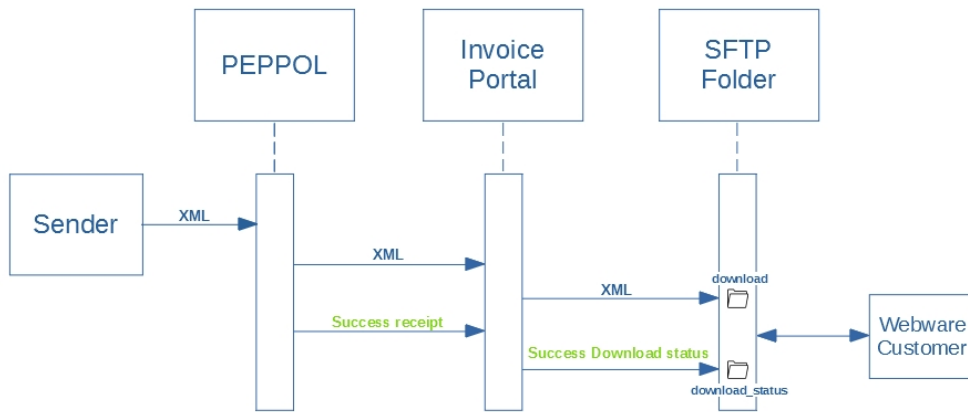 PEPPOL
Invoice
Portal
SFTP
Folder
Sender
XML
XML
download
XML
Success receipt
Success Download status
download_status
Webware
Customer